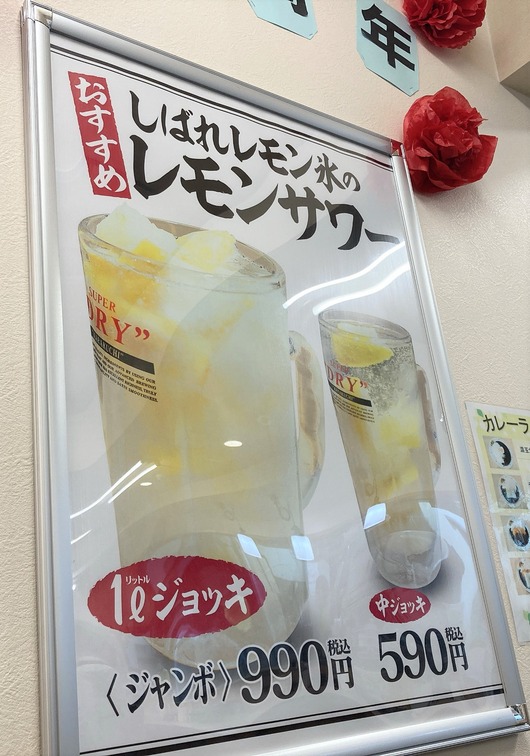 年
おすすめ
しばれレモン氷の
レモンサワー
SUPER
DRY”
DRY”
リットル
1ℓジョッキ
中ジョッキ
〈ジャンボ〉990円税込
590円税込
カレーラ